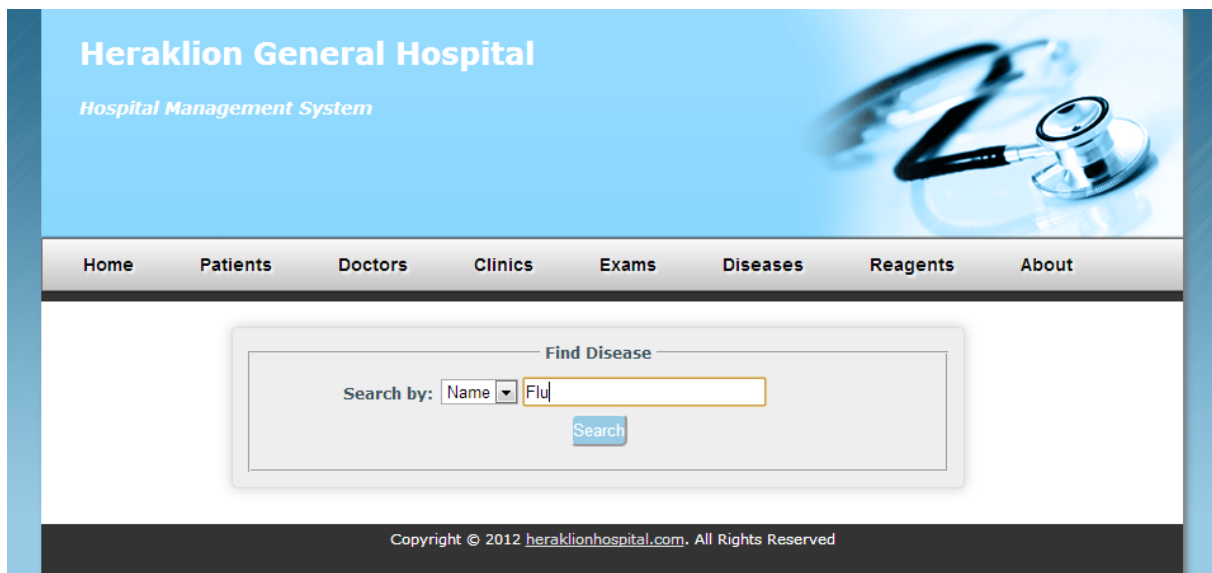 Heraklion General Hospital
Hospital Management System
Home Patients Doctors Clinics Exams Diseases Reagents About
Find Disease
Search by: Name Flu
Search
Copyright © 2012 heraklionhospital.com. All Rights Reserved